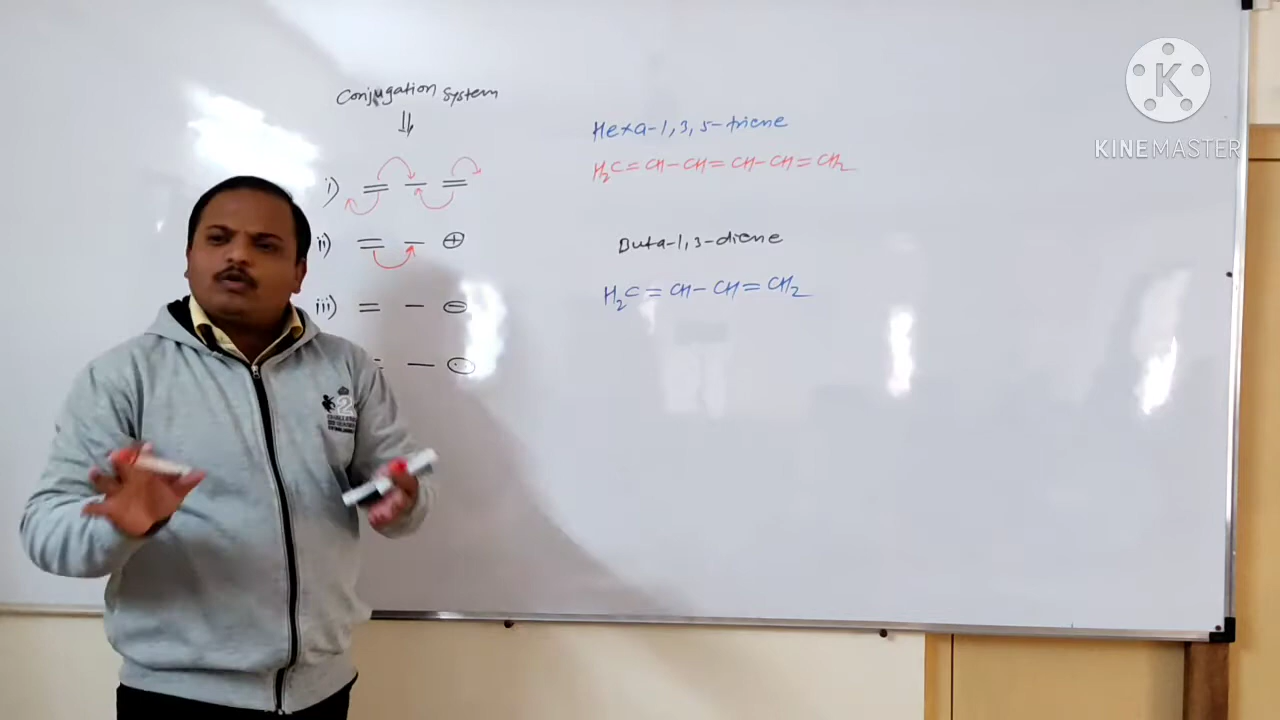 Conjugation System
⇓
i) = — =
ii) = — ⊕
iii) = — ⊖
= — ⊙
Hexa-1,3,5-triene
H₂C=CH-CH=CH-CH=CH₂
Buta-1,3-diene
H₂C=CH-CH=CH₂
KINEMASTER
2